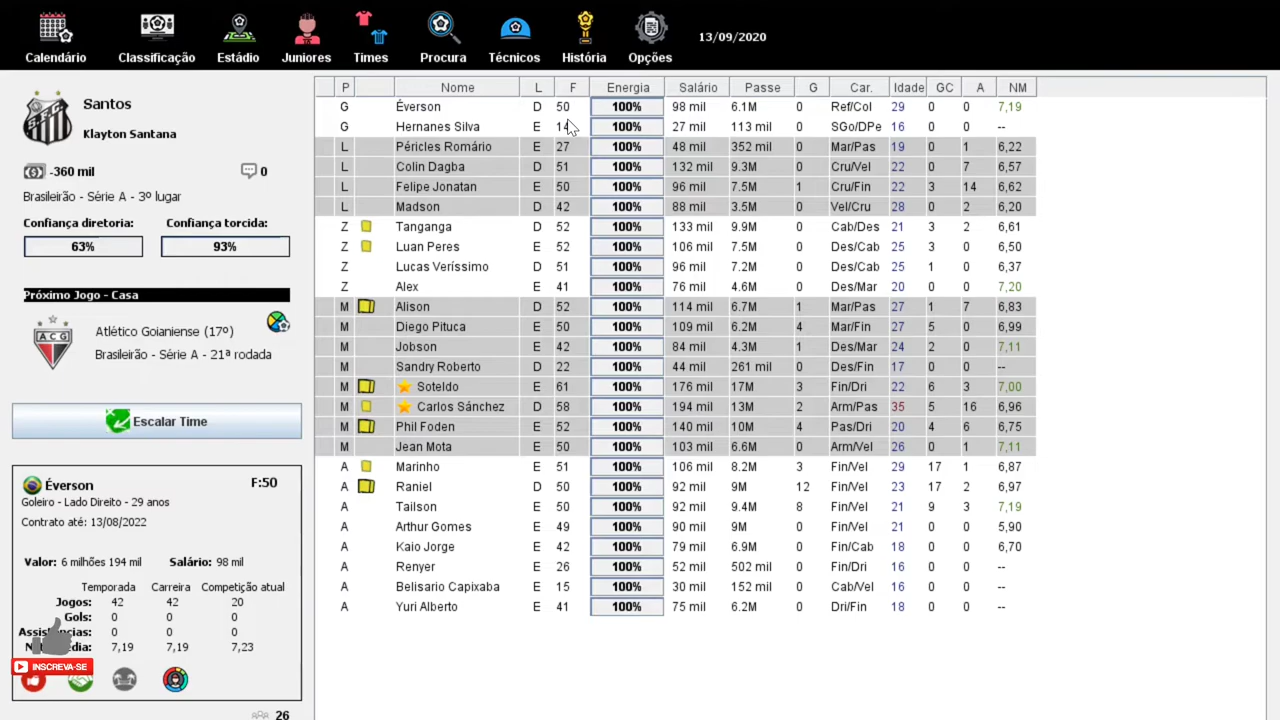 Calendário Classificação Estádio Juniores Times Procura Técnicos História Opções 13/09/2020
Santos
Klayton Santana
-360 mil 0
Brasileirão - Série A - 3º lugar
Confiança diretoria: Confiança torcida:
63% 93%
Próximo Jogo - Casa
ACG
Atlético Goianiense (17º)
Brasileirão - Série A - 21ª rodada
Escalar Time
Éverson F:50
Goleiro - Lado Direito - 29 anos
Contrato até: 13/08/2022
Valor: 6 milhões 194 mil Salário: 98 mil
Temporada Carreira Competição atual
Jogos: 42 42 20
Gols: 0 0 0
0 0 0
7,19 7,19 7,23
INSCREVA-SE
26
P Nome L F Energia Salário Passe G Car. Idade GC A NM
G Éverson D 50 100% 98 mil 6.1M 0 Ref/Col 29 0 0 7,19
G Hernanes Silva E 14 100% 27 mil 113 mil 0 SGo/DPe 16 0 0 --
L Péricles Romário E 27 100% 48 mil 352 mil 0 Mar/Pas 19 0 1 6,22
L Colin Dagba D 51 100% 132 mil 9.3M 0 Cru/Vel 22 0 7 6,57
L Felipe Jonatan E 50 100% 96 mil 7.5M 1 Cru/Fin 22 3 14 6,62
L Madson D 42 100% 88 mil 3.5M 0 Vel/Cru 28 0 2 6,20
Z Tanganga D 52 100% 133 mil 9.9M 0 Cab/Des 21 3 2 6,61
Z Luan Peres E 52 100% 106 mil 7.5M 0 Des/Cab 25 3 0 6,50
Z Lucas Veríssimo D 51 100% 96 mil 7.2M 0 Des/Cab 25 1 0 6,37
Z Alex E 41 100% 76 mil 4.6M 0 Des/Mar 20 0 0 7,20
M Alison D 52 100% 114 mil 6.7M 1 Mar/Pas 27 1 7 6,83
M Diego Pituca E 50 100% 109 mil 6.2M 4 Mar/Fin 27 5 0 6,99
M Jobson E 42 100% 84 mil 4.3M 1 Des/Mar 24 2 0 7,11
M Sandry Roberto D 22 100% 44 mil 261 mil 0 Des/Fin 17 0 0 --
M Soteldo E 61 100% 176 mil 17M 3 Fin/Dri 22 6 3 7,00
M Carlos Sánchez D 58 100% 194 mil 13M 2 Arm/Pas 35 5 16 6,96
M Phil Foden E 52 100% 140 mil 10M 4 Pas/Dri 20 4 6 6,75
M Jean Mota E 50 100% 103 mil 6.6M 0 Arm/Vel 26 0 1 7,11
A Marinho E 51 100% 106 mil 8.2M 3 Fin/Vel 29 17 1 6,87
A Raniel D 50 100% 92 mil 9M 12 Fin/Vel 23 17 2 6,97
A Tailson E 50 100% 92 mil 9.4M 8 Fin/Vel 21 9 3 7,19
A Arthur Gomes E 49 100% 90 mil 9M 0 Fin/Vel 21 0 0 5,90
A Kaio Jorge E 42 100% 79 mil 6.9M 0 Fin/Cab 18 0 0 6,70
A Renyer E 26 100% 52 mil 502 mil 0 Fin/Dri 16 0 0 --
A Belisario Capixaba E 15 100% 30 mil 152 mil 0 Cab/Vel 16 0 0 --
A Yuri Alberto E 41 100% 75 mil 6.2M 0 Dri/Fin 18 0 0 --